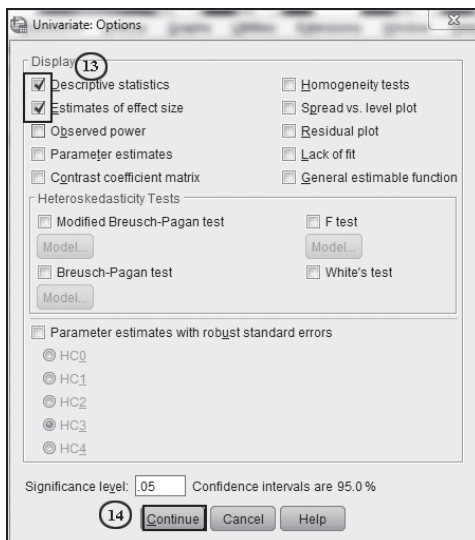 Univariate: Options
Display
13
Descriptive statistics
Homogeneity tests
Estimates of effect size
Spread vs. level plot
Observed power
Residual plot
Parameter estimates
Lack of fit
Contrast coefficient matrix
General estimable function
Heteroskedasticity Tests
Modified Breusch-Pagan test
F test
Model...
Model...
Breusch-Pagan test
White's test
Model...
Parameter estimates with robust standard errors
HC0
HC1
HC2
HC3
HC4
Significance level: .05 Confidence intervals are 95.0 %
14
Continue Cancel Help